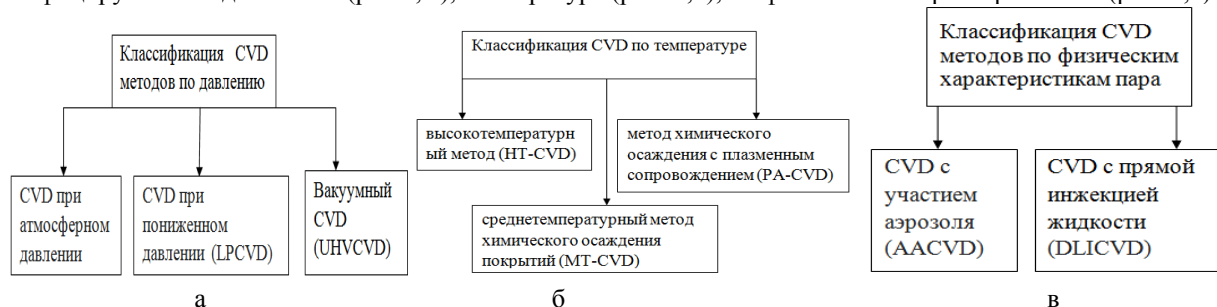 Классификация CVD
методов по давлению
CVD при
атмосферном
давлении
CVD при
пониженном
давлении (LPCVD)
Вакуумный
CVD
(UHVCVD)
а
Классификация CVD по температуре
высокотемпературн
ый метод (HT-CVD)
метод химического
осаждения с плазменным
сопровождением (PA-CVD)
среднетемпературный метод
химического осаждения
покрытий (MT-CVD)
б
Классификация CVD
методов по физическим
характеристикам пара
CVD с
участием
аэрозоля
(AACVD)
CVD с прямой
инжекцией
жидкости
(DLICVD)
в